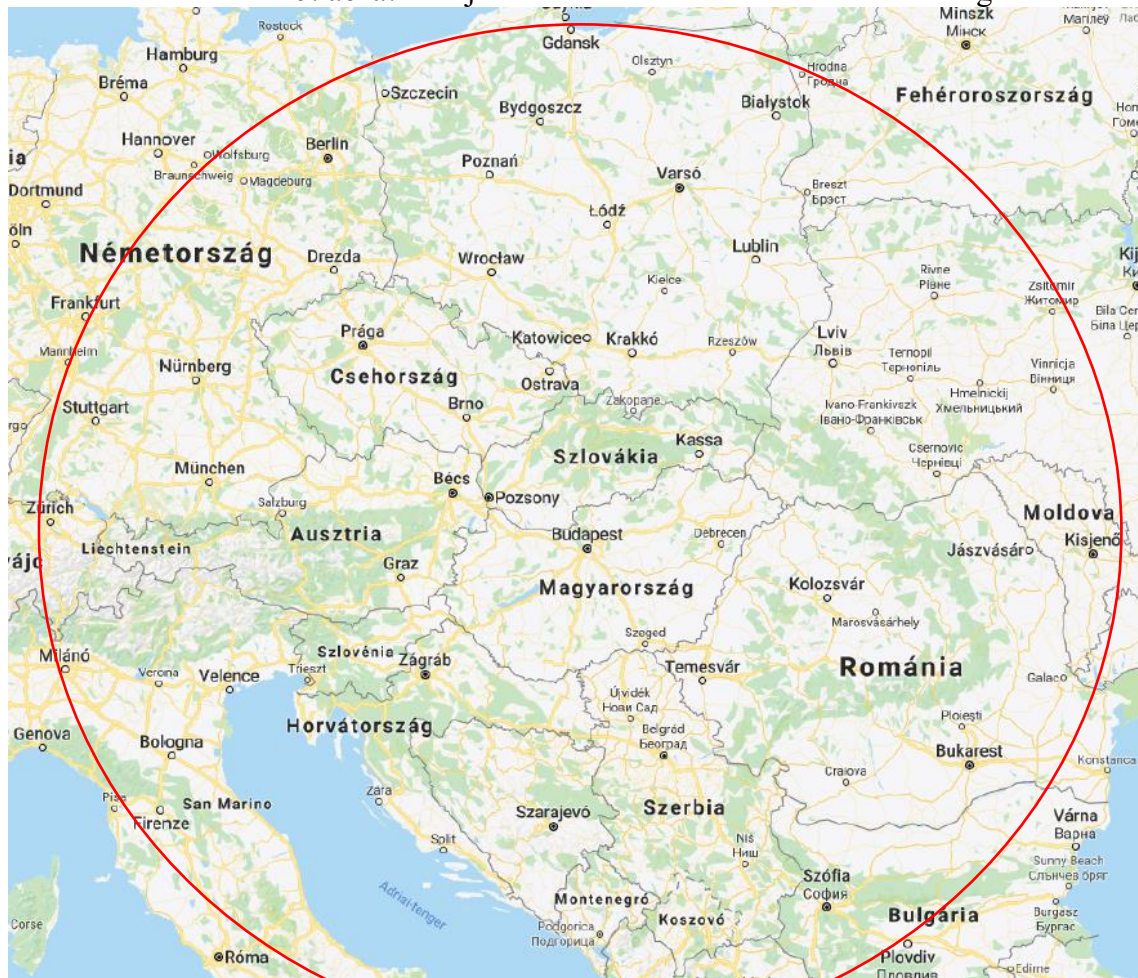 Gdansk
Minszk
Мінск
Rostock
Hamburg
Olsztyn
Hrodna
Гродна
Bréma
Szczecin
Bydgoszcz
Białystok
Fehéroroszország
Hannover
Wolfsburg
Berlin
Braunschweig
Magdeburg
Poznań
Varsó
Dortmund
Breszt
Брэст
Łódź
Németország
Drezda
Wrocław
Lublin
Kielce
Rivne
Рівне
Zsitomir
Житомир
Frankfurt
Prága
Katowice
Krakkó
Rzeszów
Lviv
Львів
Mannheim
Nürnberg
Csehország
Ostrava
Ternopil
Тернопіль
Vinnicja
Вінниця
Hmelnickij
Хмельницький
Stuttgart
Brno
Zakopane
Ivano-Frankivszk
Івано-Франківськ
München
Szlovákia
Kassa
Csernovic
Чернівці
Bécs
Pozsony
Salzburg
Zürich
Moldova
Liechtenstein
Ausztria
Budapest
Debrecen
Jászvásár
Kisjenő
Graz
Magyarország
Kolozsvár
Marosvásárhely
Szeged
Milánó
Verona
Velence
Trieszt
Szlovénia
Zágráb
Temesvár
Románia
Galac
Újvidék
Нови Сад
Horvátország
Genova
Bologna
Belgrád
Београд
Ploiești
Bukarest
Konstanca
Craiova
Pisa
Firenze
San Marino
Zára
Szarajevó
Szerbia
Split
Várna
Варна
Niš
Ниш
Szófia
София
Sunny Beach
Слънчев бряг
Corse
Adriai-tenger
Montenegró
Koszovó
Bulgária
Burgasz
Бургас
Podgorica
Подгорица
Róma
Plovdiv
Пловдив
Edirne